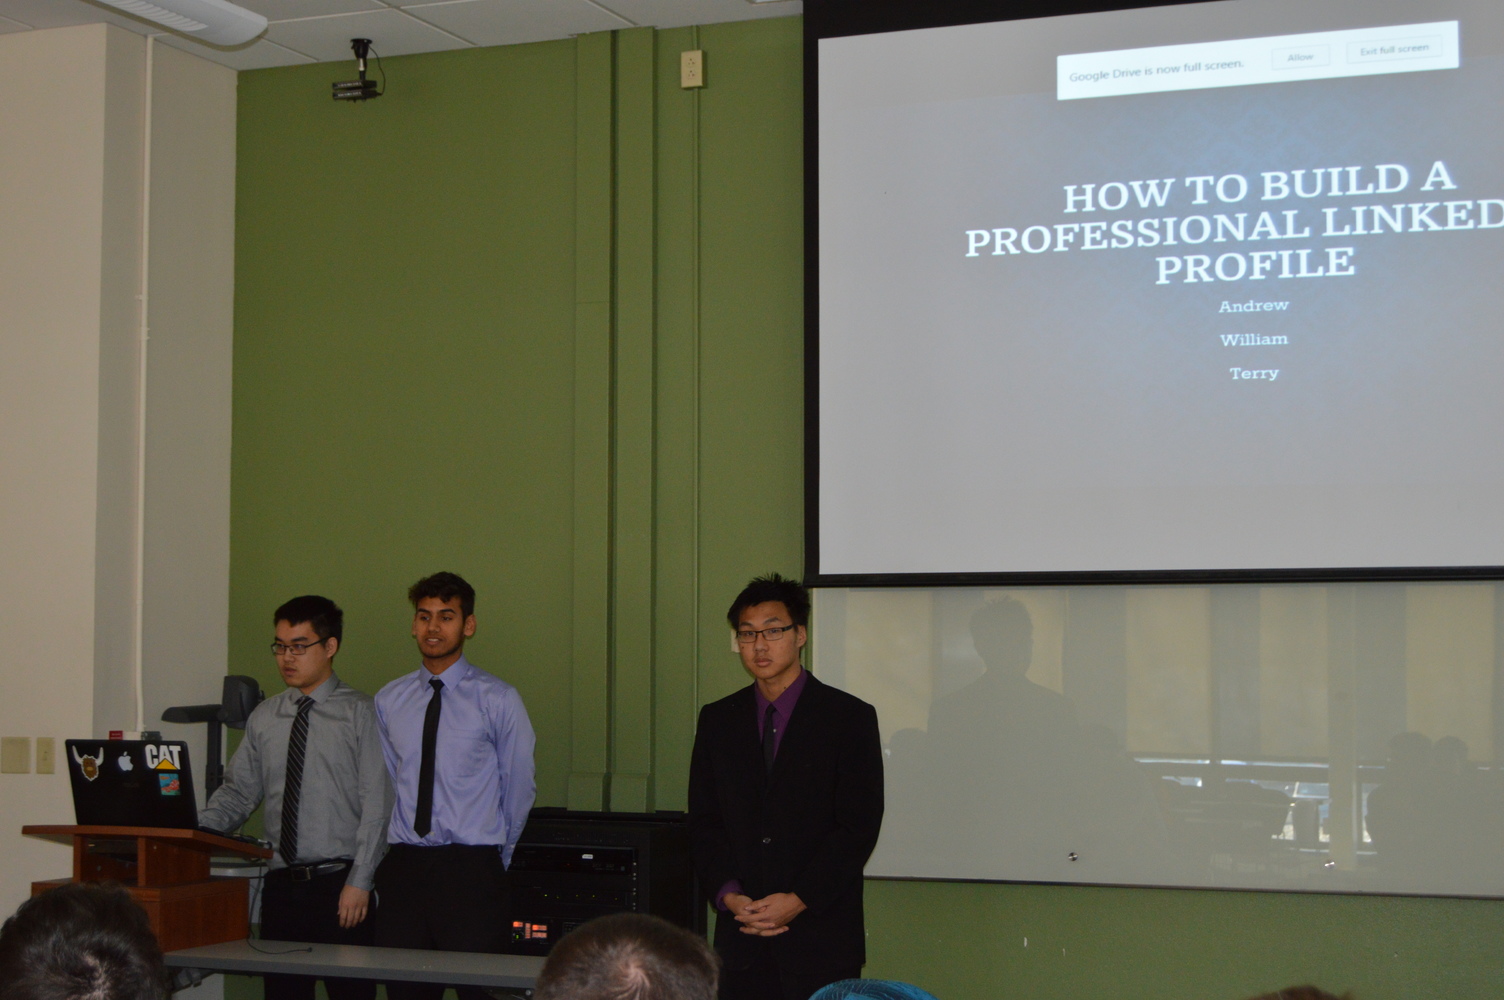 Google Drive is now full screen. Allow Exit full screen
HOW TO BUILD A
PROFESSIONAL LINKED
PROFILE
Andrew
William
Terry
CAT